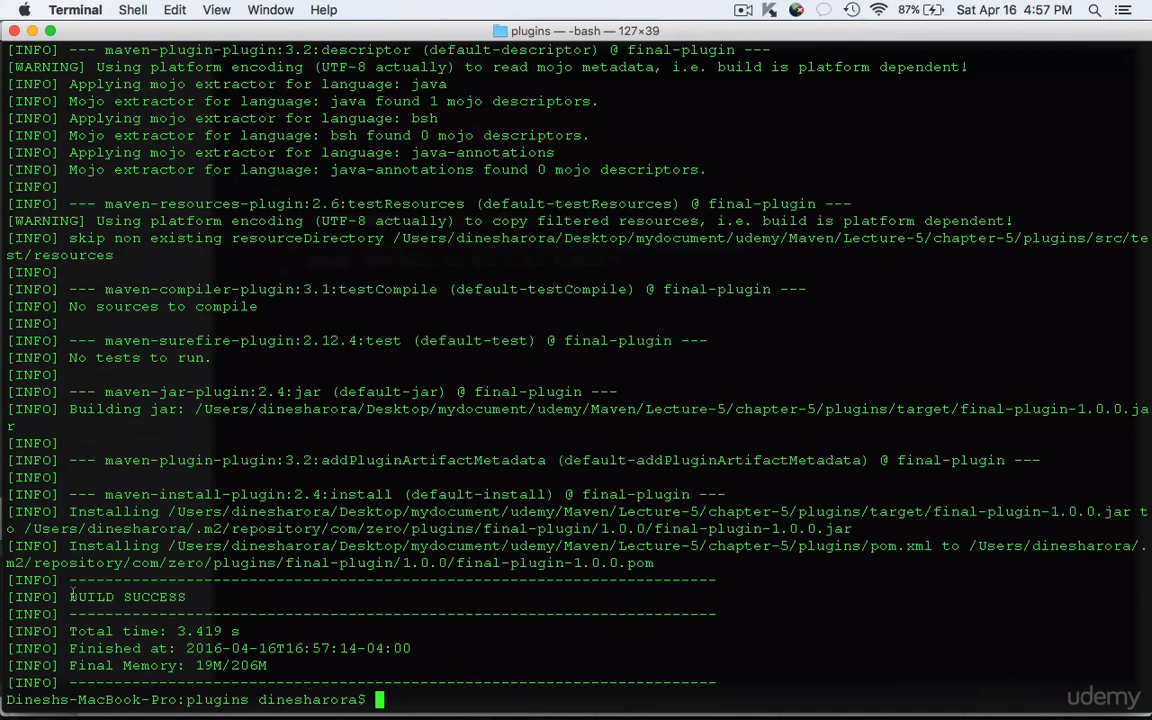 Terminal Shell Edit View Window Help 87% Sat Apr 16 4:57 PM
plugins — -bash — 127×39
[INFO] --- maven-plugin-plugin:3.2:descriptor (default-descriptor) @ final-plugin ---
[WARNING] Using platform encoding (UTF-8 actually) to read mojo metadata, i.e. build is platform dependent!
[INFO] Applying mojo extractor for language: java
[INFO] Mojo extractor for language: java found 1 mojo descriptors.
[INFO] Applying mojo extractor for language: bsh
[INFO] Mojo extractor for language: bsh found 0 mojo descriptors.
[INFO] Applying mojo extractor for language: java-annotations
[INFO] Mojo extractor for language: java-annotations found 0 mojo descriptors.
[INFO]
[INFO] --- maven-resources-plugin:2.6:testResources (default-testResources) @ final-plugin ---
[WARNING] Using platform encoding (UTF-8 actually) to copy filtered resources, i.e. build is platform dependent!
[INFO] skip non existing resourceDirectory /Users/dinesharora/Desktop/mydocument/udemy/Maven/Lecture-5/chapter-5/plugins/src/te
st/resources
[INFO]
[INFO] --- maven-compiler-plugin:3.1:testCompile (default-testCompile) @ final-plugin ---
[INFO] No sources to compile
[INFO]
[INFO] --- maven-surefire-plugin:2.12.4:test (default-test) @ final-plugin ---
[INFO] No tests to run.
[INFO]
[INFO] --- maven-jar-plugin:2.4:jar (default-jar) @ final-plugin ---
[INFO] Building jar: /Users/dinesharora/Desktop/mydocument/udemy/Maven/Lecture-5/chapter-5/plugins/target/final-plugin-1.0.0.ja
r
[INFO]
[INFO] --- maven-plugin-plugin:3.2:addPluginArtifactMetadata (default-addPluginArtifactMetadata) @ final-plugin ---
[INFO]
[INFO] --- maven-install-plugin:2.4:install (default-install) @ final-plugin ---
[INFO] Installing /Users/dinesharora/Desktop/mydocument/udemy/Maven/Lecture-5/chapter-5/plugins/target/final-plugin-1.0.0.jar t
o /Users/dinesharora/.m2/repository/com/zero/plugins/final-plugin/1.0.0/final-plugin-1.0.0.jar
[INFO] Installing /Users/dinesharora/Desktop/mydocument/udemy/Maven/Lecture-5/chapter-5/plugins/pom.xml to /Users/dinesharora/.
m2/repository/com/zero/plugins/final-plugin/1.0.0/final-plugin-1.0.0.pom
[INFO] ------------------------------------------------------------------------
[INFO] BUILD SUCCESS
[INFO] ------------------------------------------------------------------------
[INFO] Total time: 3.419 s
[INFO] Finished at: 2016-04-16T16:57:14-04:00
[INFO] Final Memory: 19M/206M
[INFO] ------------------------------------------------------------------------
Dineshs-MacBook-Pro:plugins dinesharora$
udemy